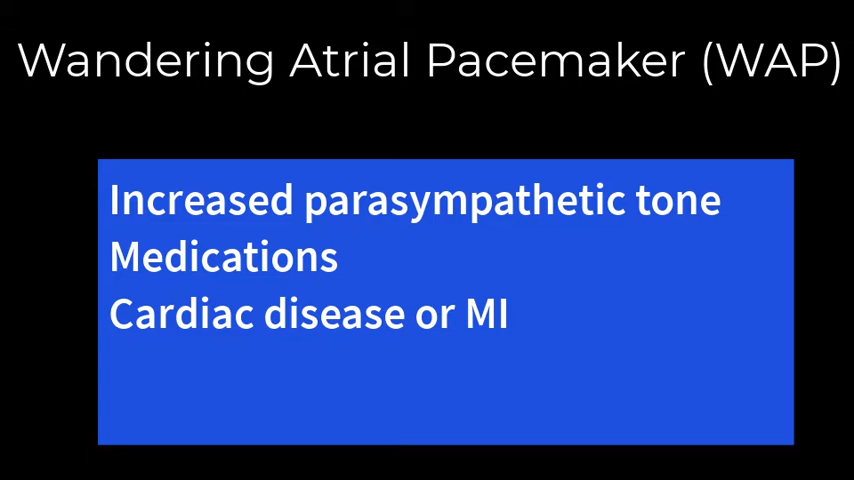 Wandering Atrial Pacemaker (WAP)
Increased parasympathetic tone
Medications
Cardiac disease or MI